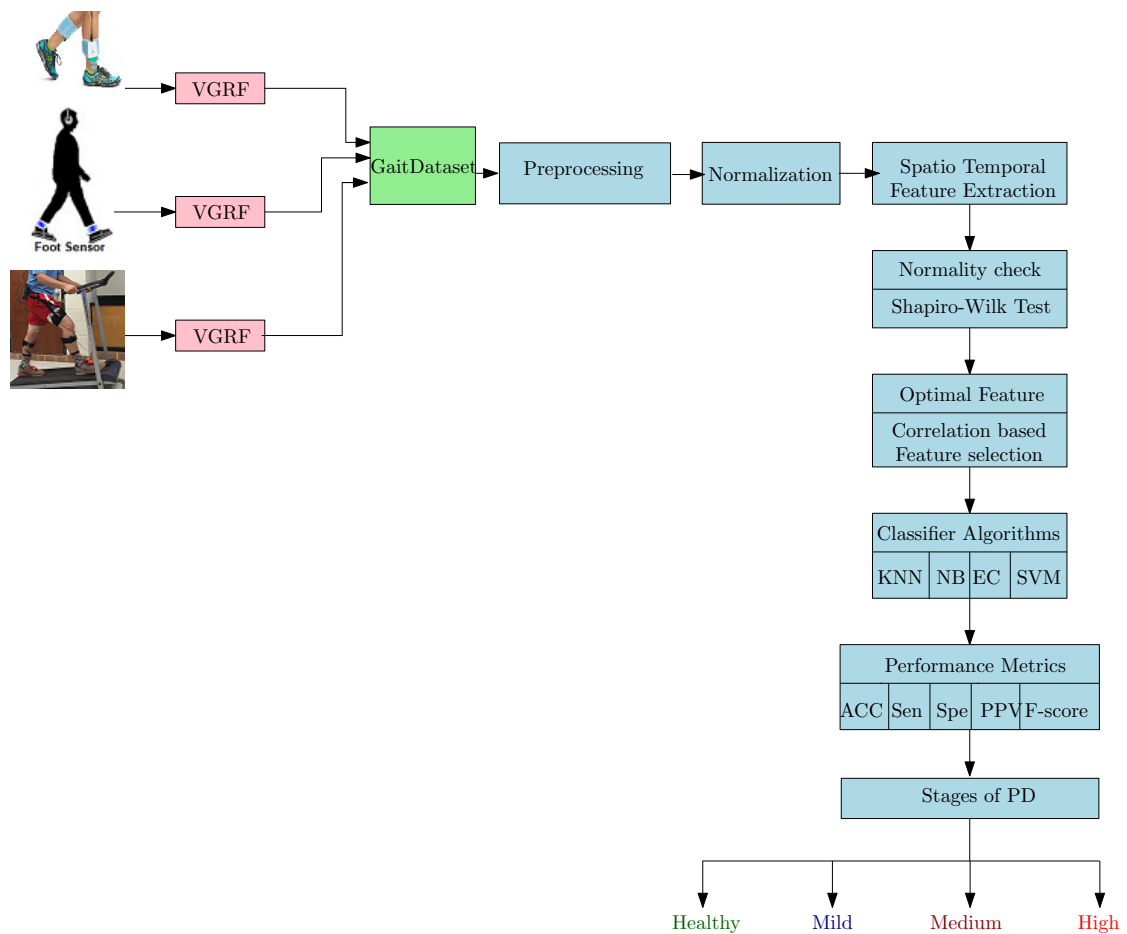 VGRF
VGRF
Foot Sensor
VGRF
GaitDataset
Preprocessing
Normalization
Spatio Temporal
Feature Extraction
Normality check
Shapiro-Wilk Test
Optimal Feature
Correlation based
Feature selection
Classifier Algorithms
KNN NB EC SVM
Performance Metrics
ACC Sen Spe PPV F-score
Stages of PD
Healthy Mild Medium High